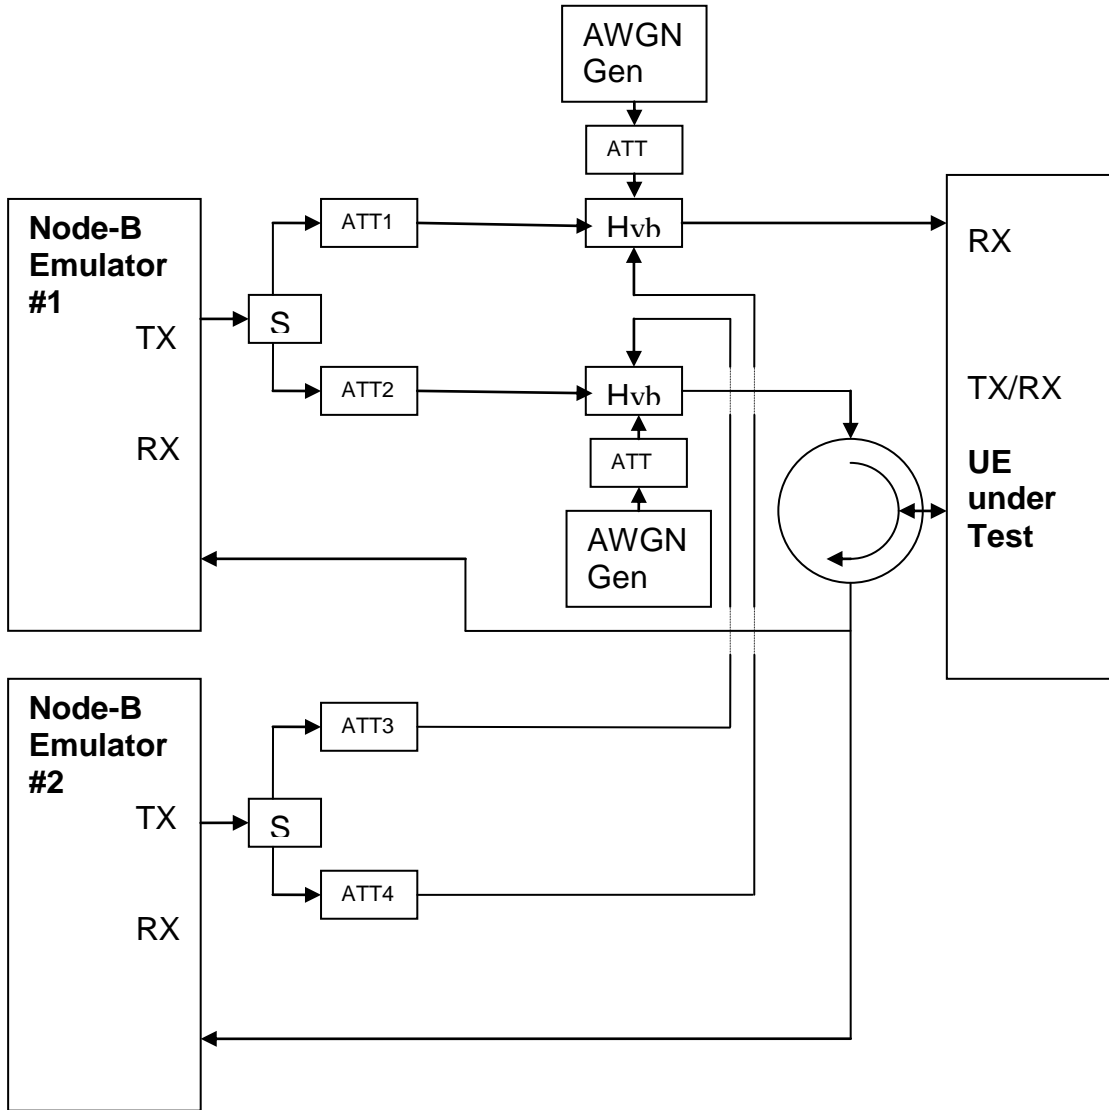 AWGN
Gen
ATT
Node-B
Emulator
#1
TX
RX
S
ATT1
ATT2
Hyb
Hyb
ATT
AWGN
Gen
RX
TX/RX
UE
under
Test
Node-B
Emulator
#2
TX
RX
S
ATT3
ATT4